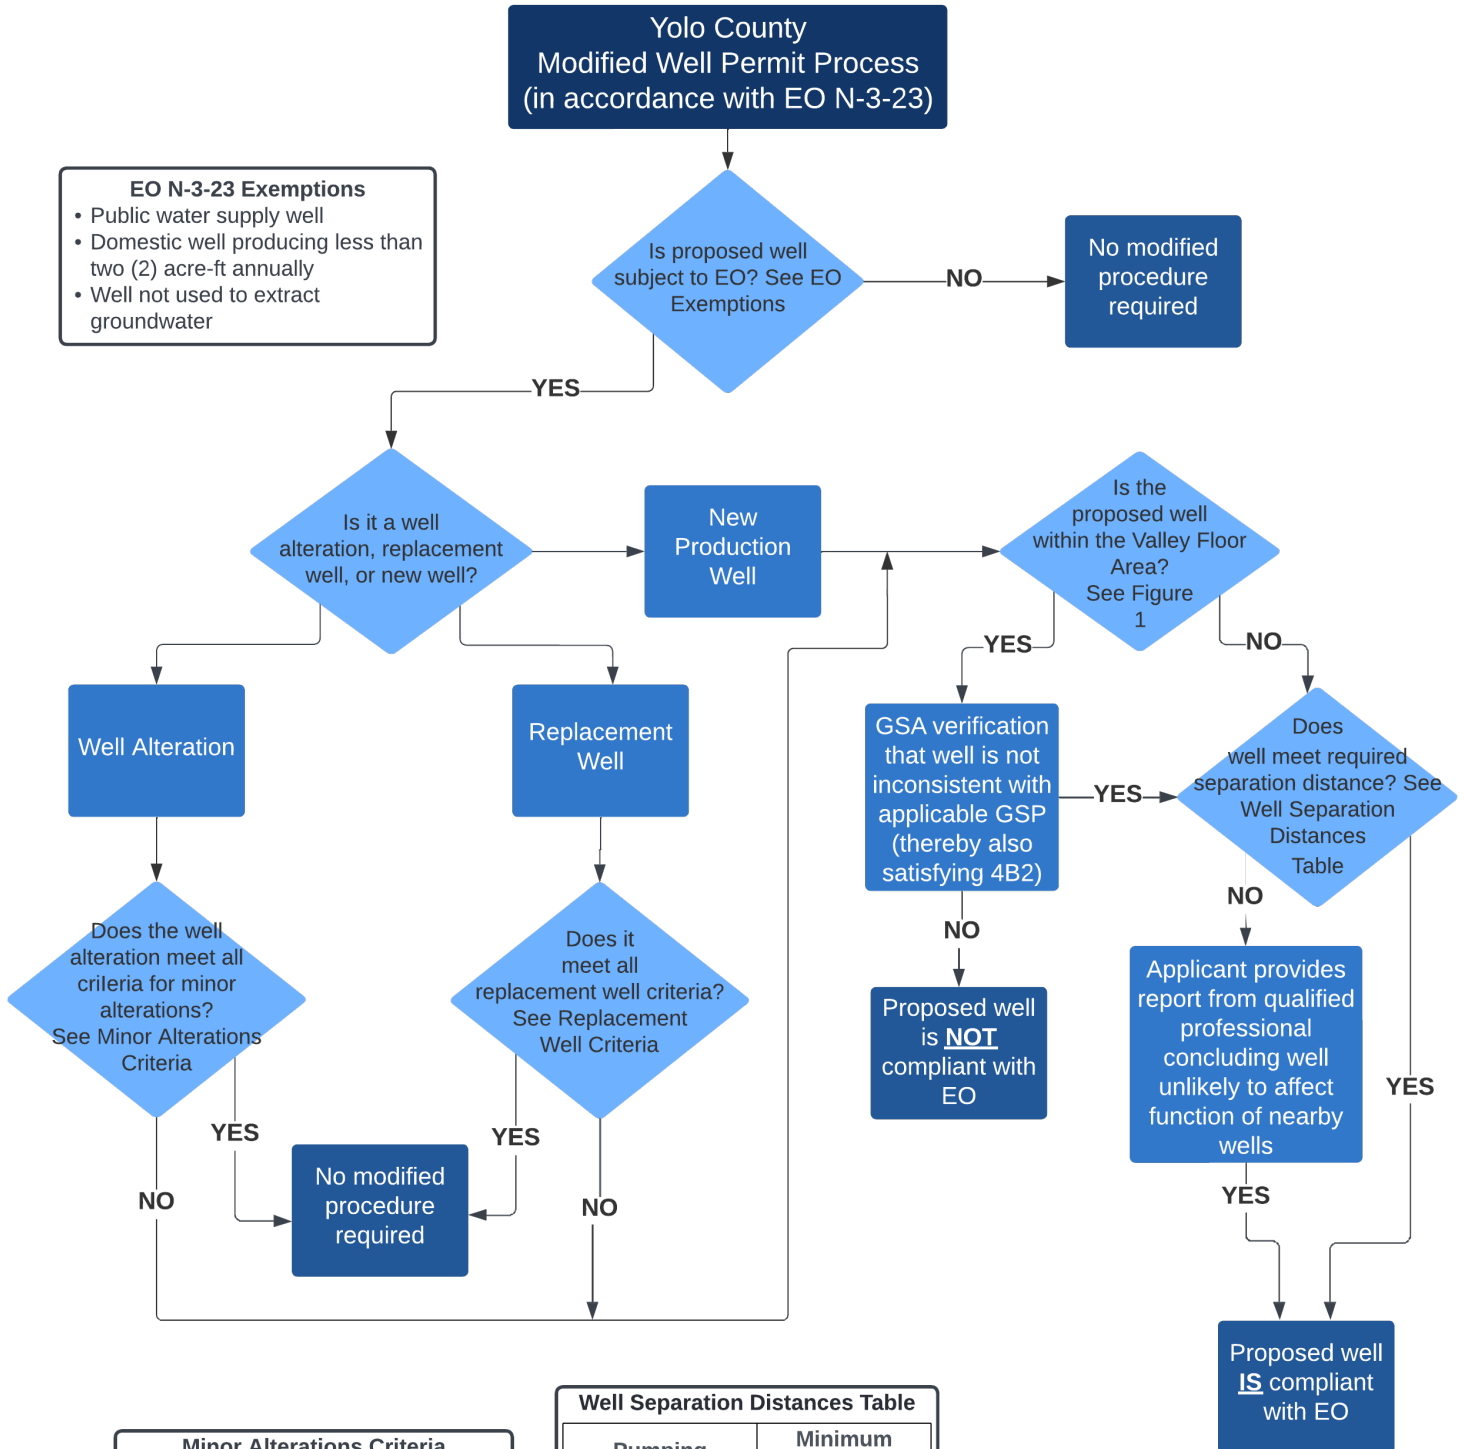 Yolo County
Modified Well Permit Process
(in accordance with EO N-3-23)
EO N-3-23 Exemptions
• Public water supply well
• Domestic well producing less than
two (2) acre-ft annually
• Well not used to extract
groundwater
Is proposed well
subject to EO? See EO
Exemptions
NO
No modified
procedure
required
YES
Is it a well
alteration, replacement
well, or new well?
New
Production
Well
Is the
proposed well
within the Valley Floor
Area?
See Figure
1
YES
NO
Well Alteration
Replacement
Well
GSA verification
that well is not
inconsistent with
applicable GSP
(thereby also
satisfying 4B2)
YES
Does
well meet required
separation distance? See
Well Separation
Distances
Table
NO
NO
YES
Does the well
alteration meet all
crileria for minor
alterations?
See Minor Alterations
Criteria
Does it
meet all
replacement well criteria?
See Replacement
Well Criteria
Proposed well
is NOT
compliant with
EO
Applicant provides
report from qualified
professional
concluding well
unlikely to affect
function of nearby
wells
YES
YES
NO
NO
No modified
procedure
required
YES
Proposed well
IS compliant
with EO
Well Separation Distances Table
Pumping
Minimum
Minor Alterations Criteria